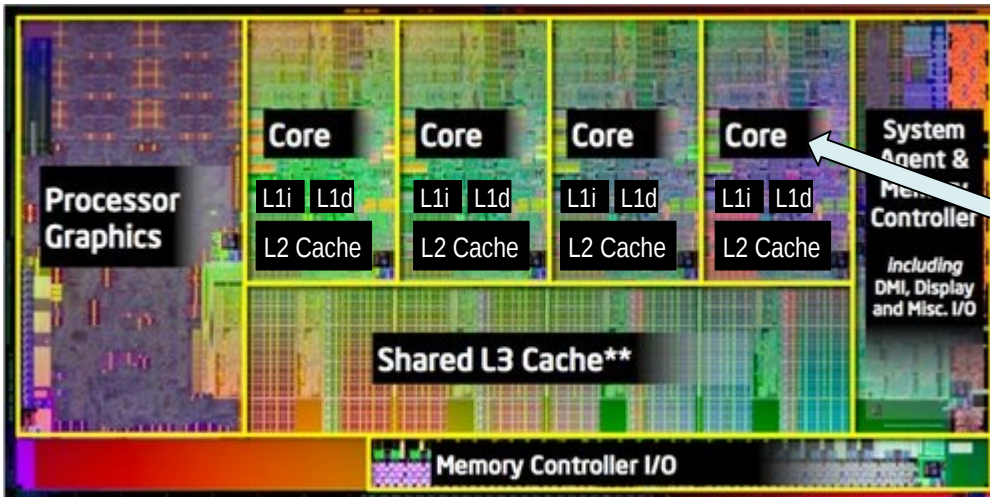 Processor
Graphics
Core
L1i L1d
L2 Cache
Core
L1i L1d
L2 Cache
Core
L1i L1d
L2 Cache
Core
L1i L1d
L2 Cache
System
Agent &
Memory
Controller
including
DMI, Display
and Misc. I/O
Shared L3 Cache**
Memory Controller I/O